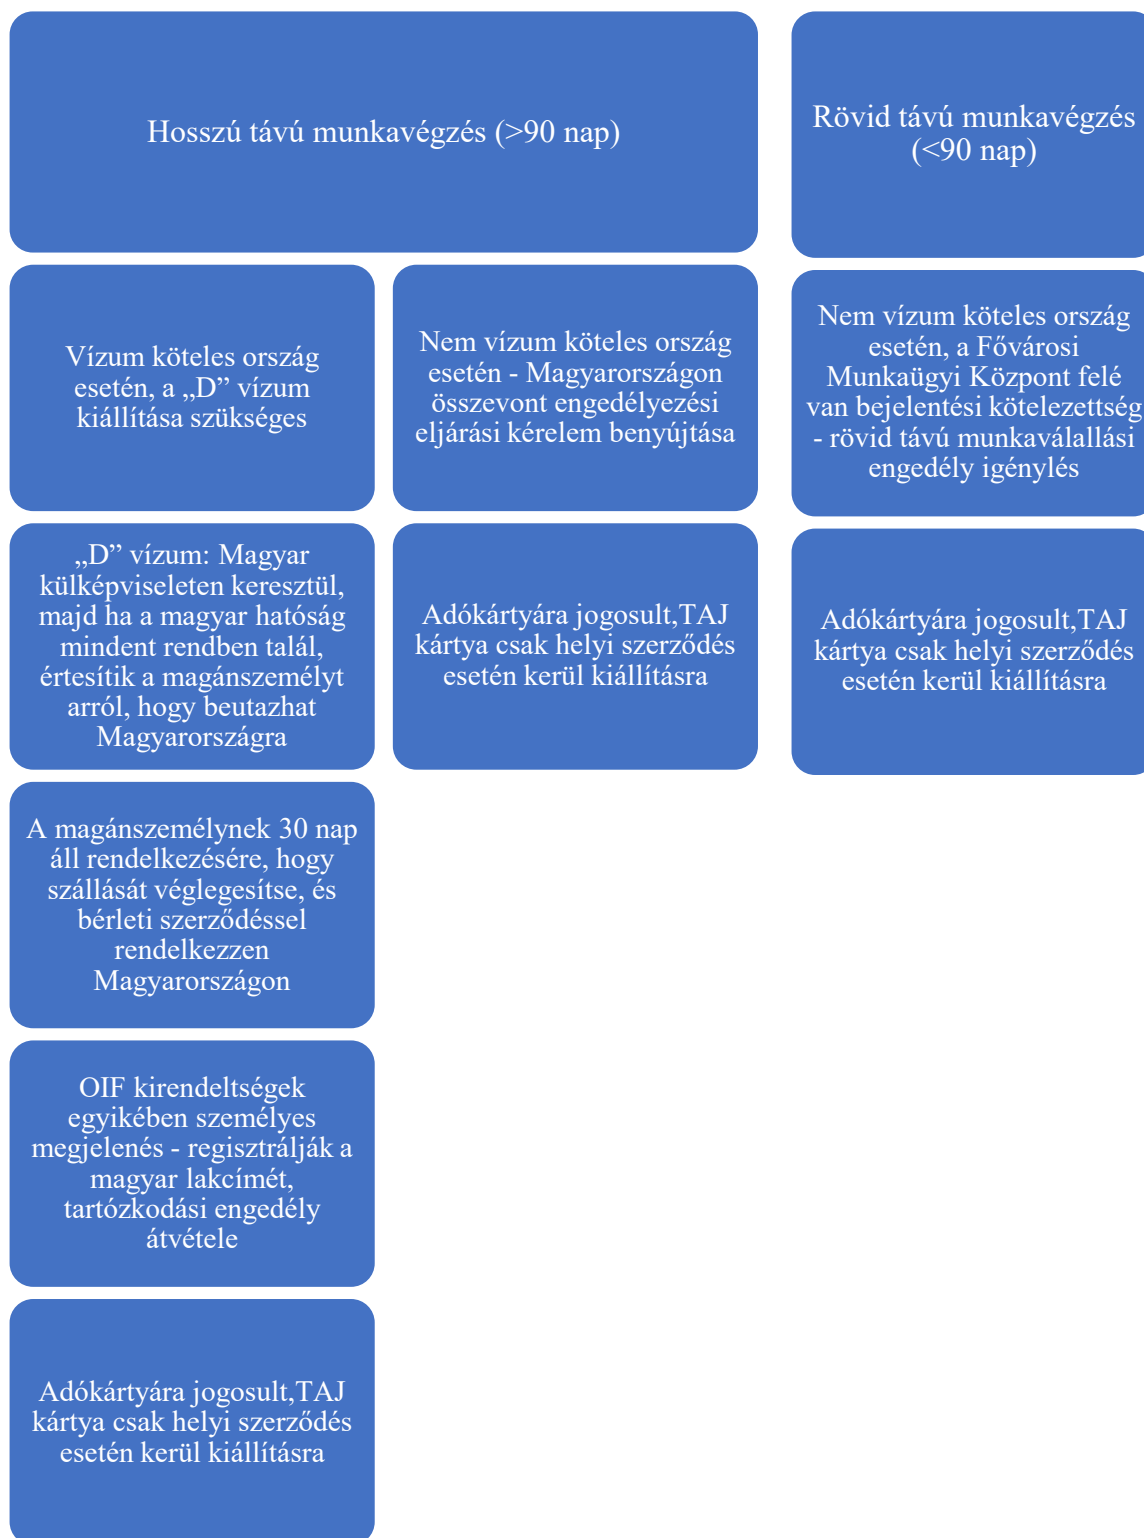 Hosszú távú munkavégzés (>90 nap)
Rövid távú munkavégzés
(<90 nap)
Vízum köteles ország
esetén, a „D” vízum
kiállítása szükséges
Nem vízum köteles ország
esetén - Magyarországon
összevont engedélyezési
eljárási kérelem benyújtása
Nem vízum köteles ország
esetén, a Fővárosi
Munkaügyi Központ felé
van bejelentési kötelezettség
- rövid távú munkaválallási
engedély igénylés
„D” vízum: Magyar
külképviseleten keresztül,
majd ha a magyar hatóság
mindent rendben talál,
értesítik a magánszemélyt
arról, hogy beutazhat
Magyarországra
Adókártyára jogosult,TAJ
kártya csak helyi szerződés
esetén kerül kiállításra
Adókártyára jogosult,TAJ
kártya csak helyi szerződés
esetén kerül kiállításra
A magánszemélynek 30 nap
áll rendelkezésére, hogy
szállását véglegesítse, és
bérleti szerződéssel
rendelkezzen
Magyarországon
OIF kirendeltségek
egyikében személyes
megjelenés - regisztrálják a
magyar lakcímét,
tartózkodási engedély
átvétele
Adókártyára jogosult,TAJ
kártya csak helyi szerződés
esetén kerül kiállításra